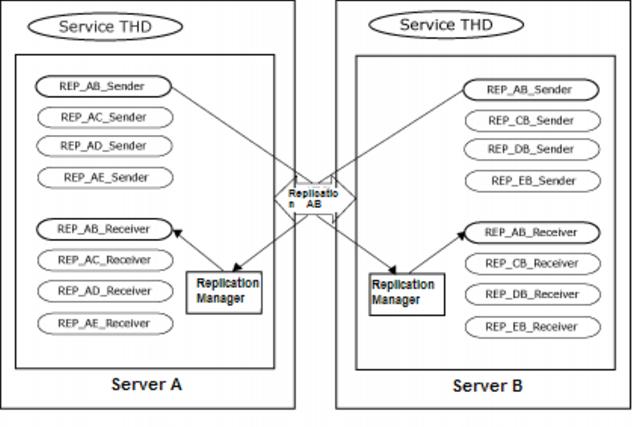 Service THD
REP_AB_Sender
REP_AC_Sender
REP_AD_Sender
REP_AE_Sender
REP_AB_Receiver
REP_AC_Receiver
REP_AD_Receiver
REP_AE_Receiver
Replication
Manager
Server A
Replicatio
n AB
Service THD
REP_AB_Sender
REP_CB_Sender
REP_DB_Sender
REP_EB_Sender
REP_AB_Receiver
REP_CB_Receiver
REP_DB_Receiver
REP_EB_Receiver
Replication
Manager
Server B